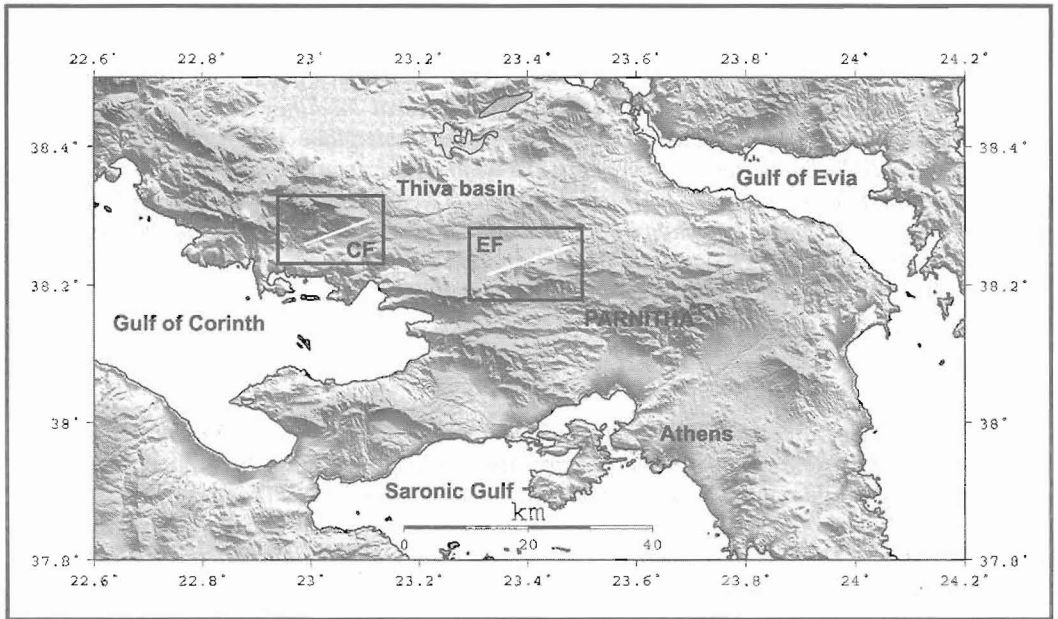 22.6° 22.8° 23° 23.2° 23.4° 23.6° 23.8° 24° 24.2°
38.4° 38.4°
Thiva basin
Gulf of Evia
CF
EF
38.2° 38.2°
Gulf of Corinth
PARNITHA
38° 38°
Athens
Saronic Gulf
km
0 20 40
37.8° 37.8°
22.6° 22.8° 23° 23.2° 23.4° 23.6° 23.8° 24° 24.2°